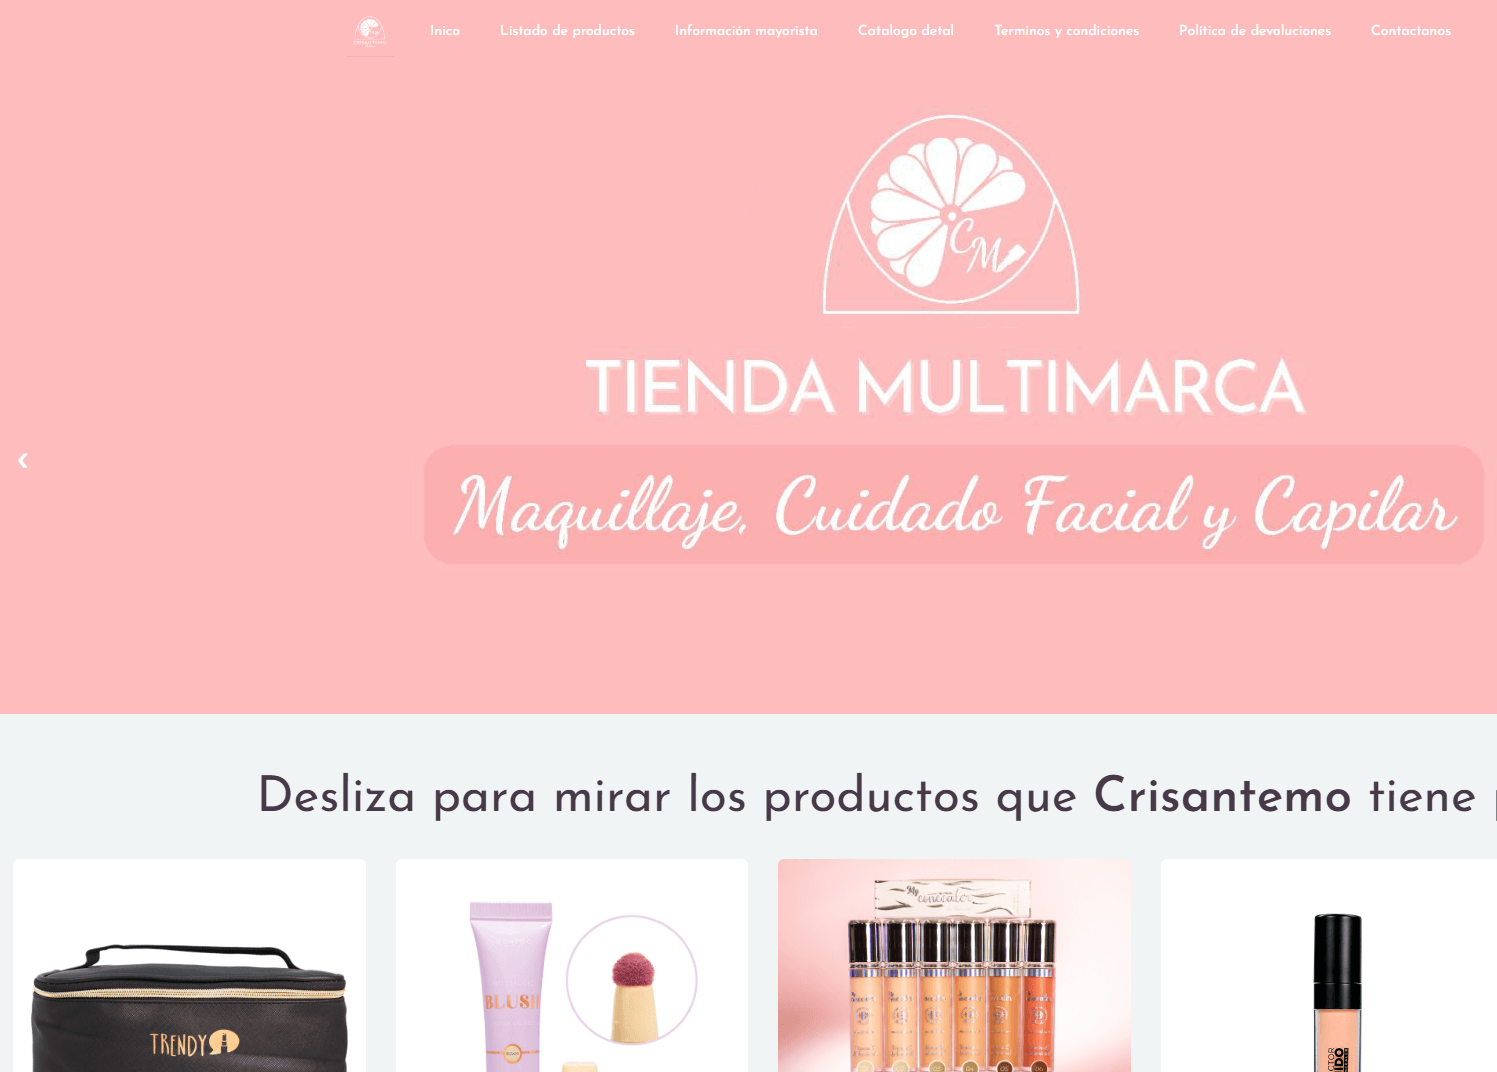 Inico
Listado de productos
Información mayorista
Catalogo detal
Terminos y condiciones
Política de devoluciones
Contactanos
CM
TIENDA MULTIMARCA
Maquillaje, Cuidado Facial y Capilar
Desliza para mirar los productos que Crisantemo tiene
TRENDY
BLUSH
My
concealer